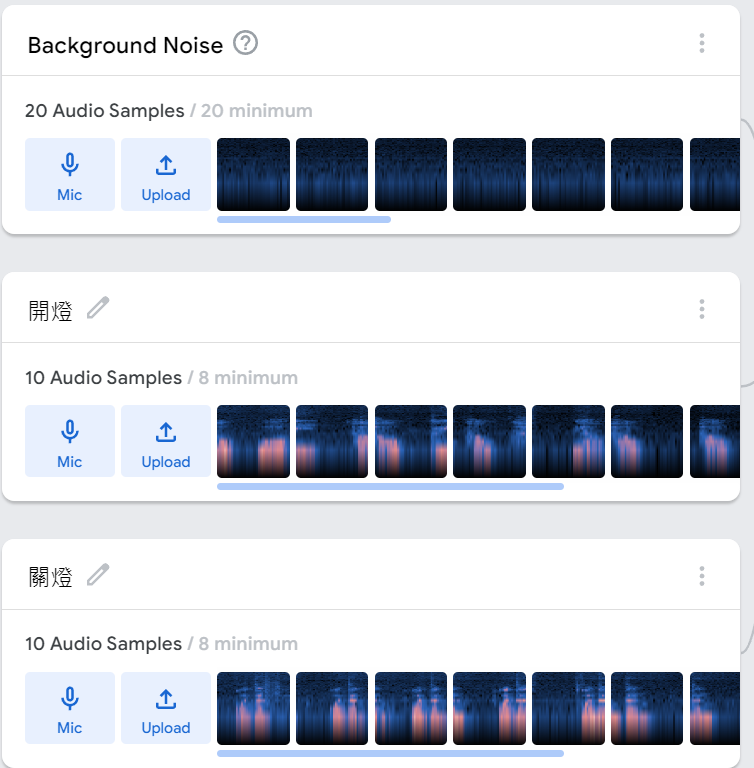 Background Noise ?
20 Audio Samples / 20 minimum
Mic
Upload
開燈
10 Audio Samples / 8 minimum
Mic
Upload
關燈
10 Audio Samples / 8 minimum
Mic
Upload